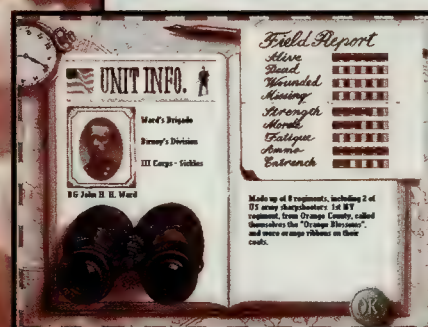 UNIT INFO.
Ward's Brigade
Birney's Division
III Corps - Sickles
BG John H. H. Ward
Field Report
Alive
Dead
Wounded
Missing
Strength
Morale
Fatigue
Ammo
Entrench
Made up of 8 regiments, including 2 of
US army sharpshooters. 1st NY
regiment, from Orange County, called
themselves the "Orange Blossoms",
and wore orange ribbons on their
coats.
OK